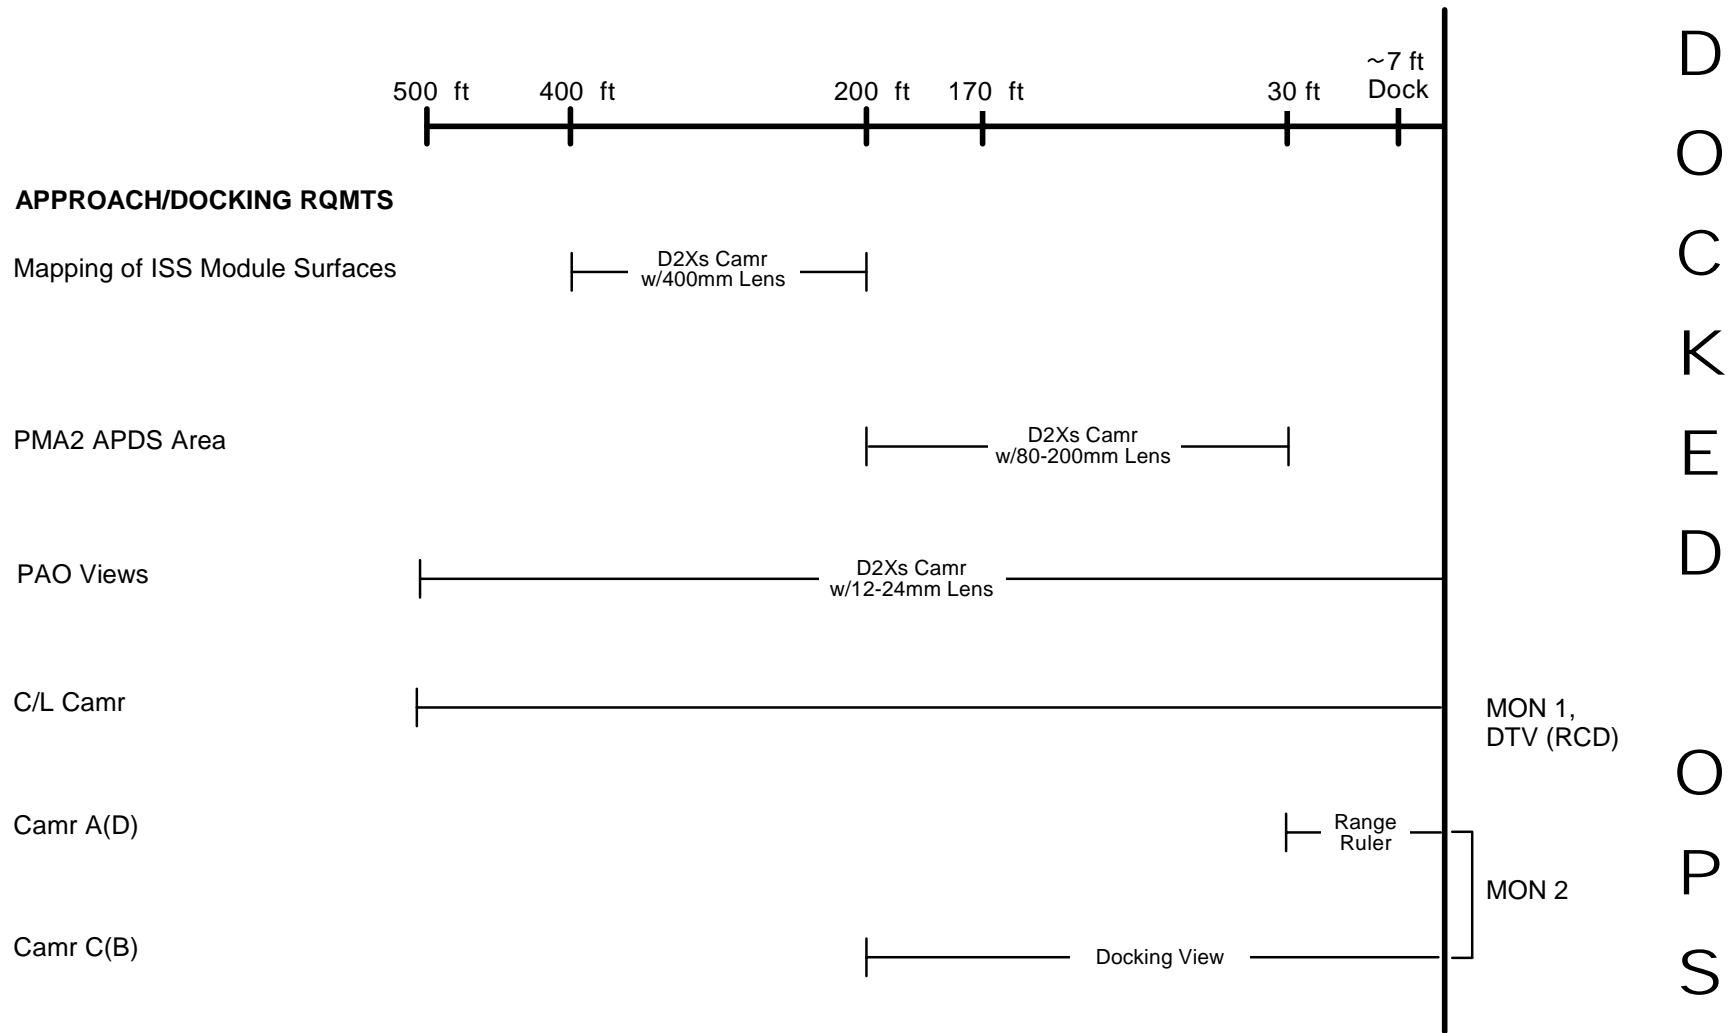 ~7 ft
Dock
500 ft
400 ft
200 ft
170 ft
30 ft
APPROACH/DOCKING RQMTS
Mapping of ISS Module Surfaces
D2Xs Camr
w/400mm Lens
PMA2 APDS Area
D2Xs Camr
w/80-200mm Lens
PAO Views
D2Xs Camr
w/12-24mm Lens
C/L Camr
MON 1,
DTV (RCD)
Camr A(D)
Range
Ruler
MON 2
Camr C(B)
Docking View
DOCKED OPS